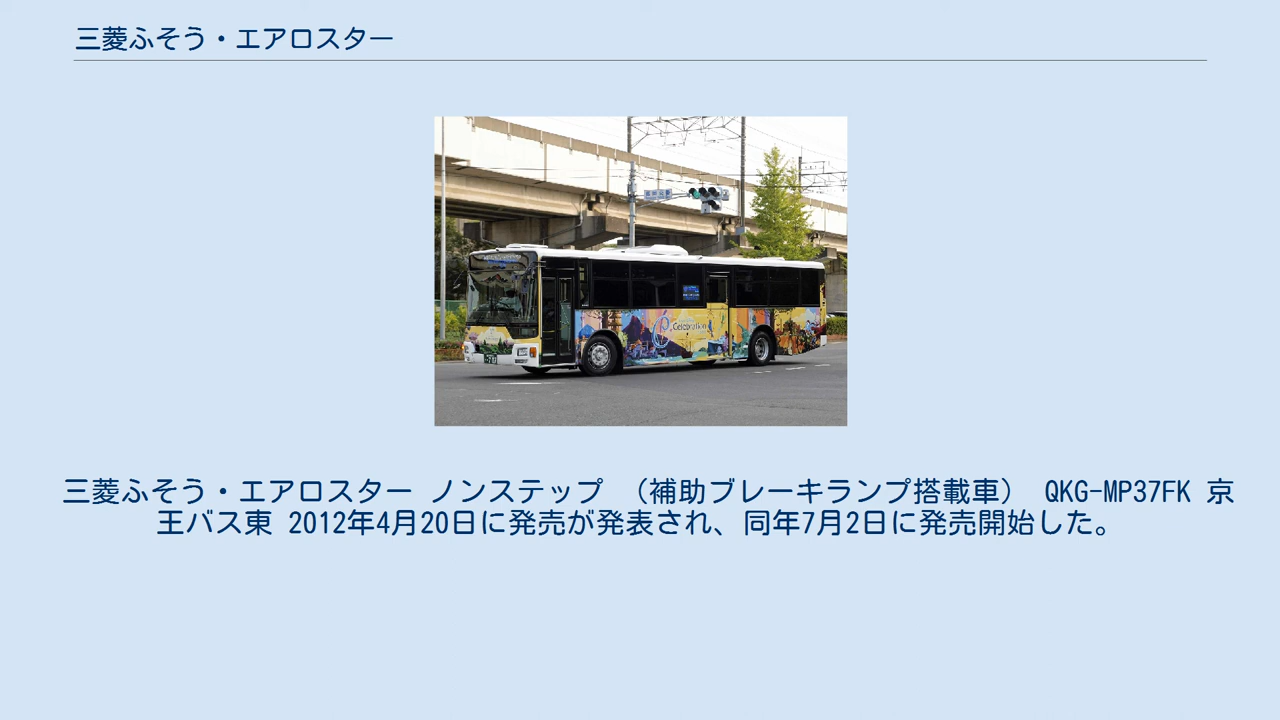 三菱ふそう・エアロスター
Celebration
三菱ふそう・エアロスター ノンステップ （補助ブレーキランプ搭載車） QKG-MP37FK 京
王バス東 2012年4月20日に発売が発表され、同年7月2日に発売開始した。